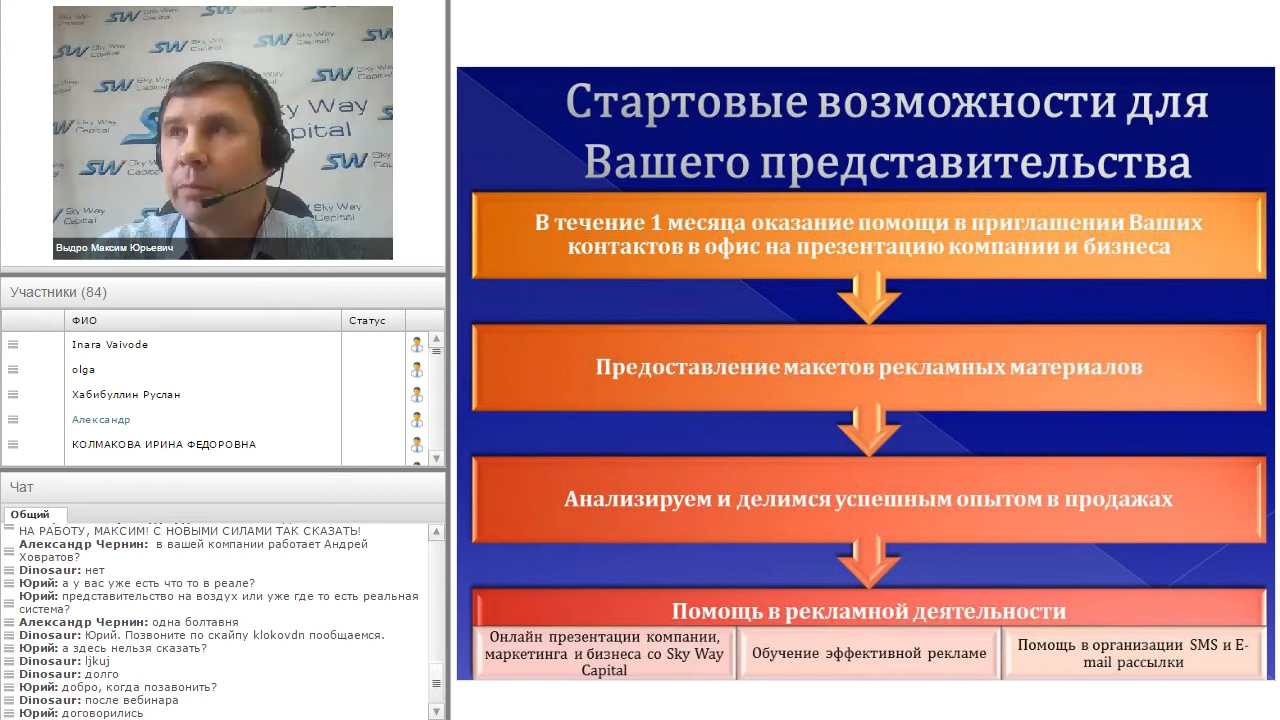 SW Sky Way Capital
Выдро Максим Юрьевич
Участники (84)
ФИО
Статус
Inara Vaivode
olga
Хабибуллин Руслан
Александр
КОЛМАКОВА ИРИНА ФЕДОРОВНА
Чат
Общий
НА РАБОТУ, МАКСИМ! С НОВЫМИ СИЛАМИ ТАК СКАЗАТЬ!
Александр Чернин: в вашей компании работает Андрей
Ховратов?
Dinosaur: нет
Юрий: а у вас уже есть что то в реале?
Юрий: представительство на воздух или уже где то есть реальная
система?
Александр Чернин: одна болтавня
Dinosaur: Юрий. Позвоните по скайпу klokovdn пообщаемся.
Юрий: а здесь нельзя сказать?
Dinosaur: ljkuj
Dinosaur: долго
Юрий: добро, когда позавонить?
Dinosaur: после вебинара
Юрий: договорились
Стартовые возможности для
Вашего представительства
В течение 1 месяца оказание помощи в приглашении Ваших
контактов в офис на презентацию компании и бизнеса
Предоставление макетов рекламных материалов
Анализируем и делимся успешным опытом в продажах
Помощь в рекламной деятельности
Онлайн презентации компании,
маркетинга и бизнеса со Sky Way
Capital
Обучение эффективной рекламе
Помощь в организации SMS и E-
mail рассылки